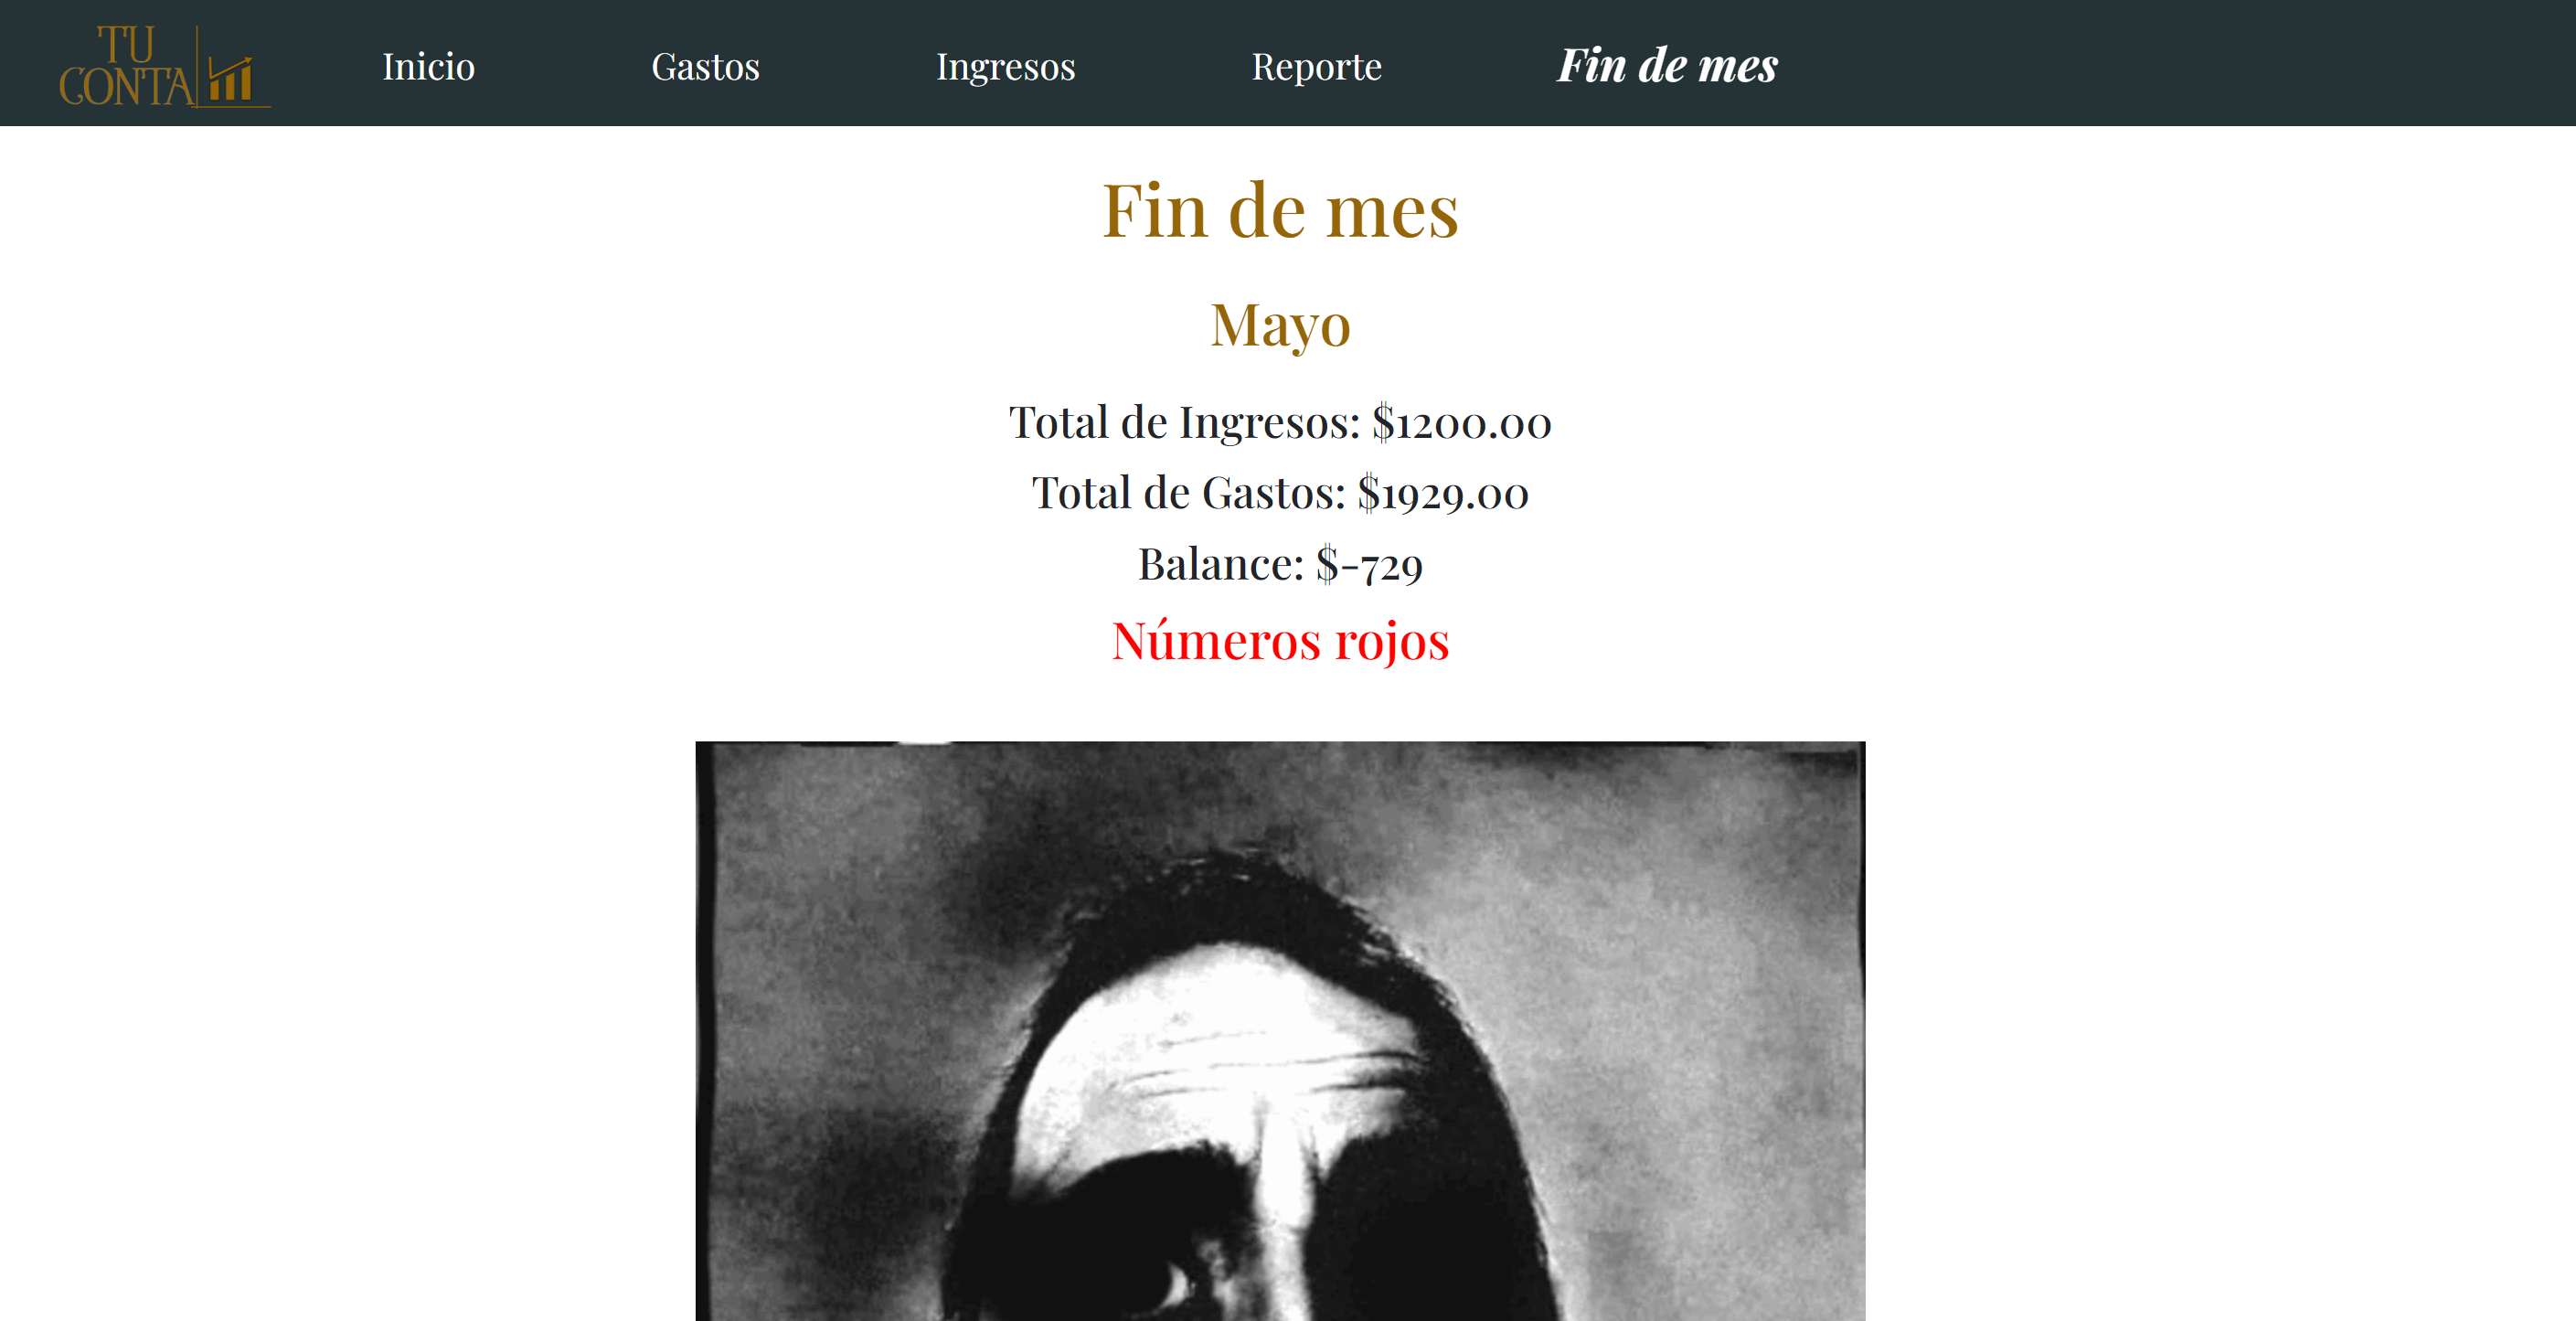 TU
CONTA
Inicio Gastos Ingresos Reporte Fin de mes
Fin de mes
Mayo
Total de Ingresos: $1200.00
Total de Gastos: $1929.00
Balance: $-729
Números rojos